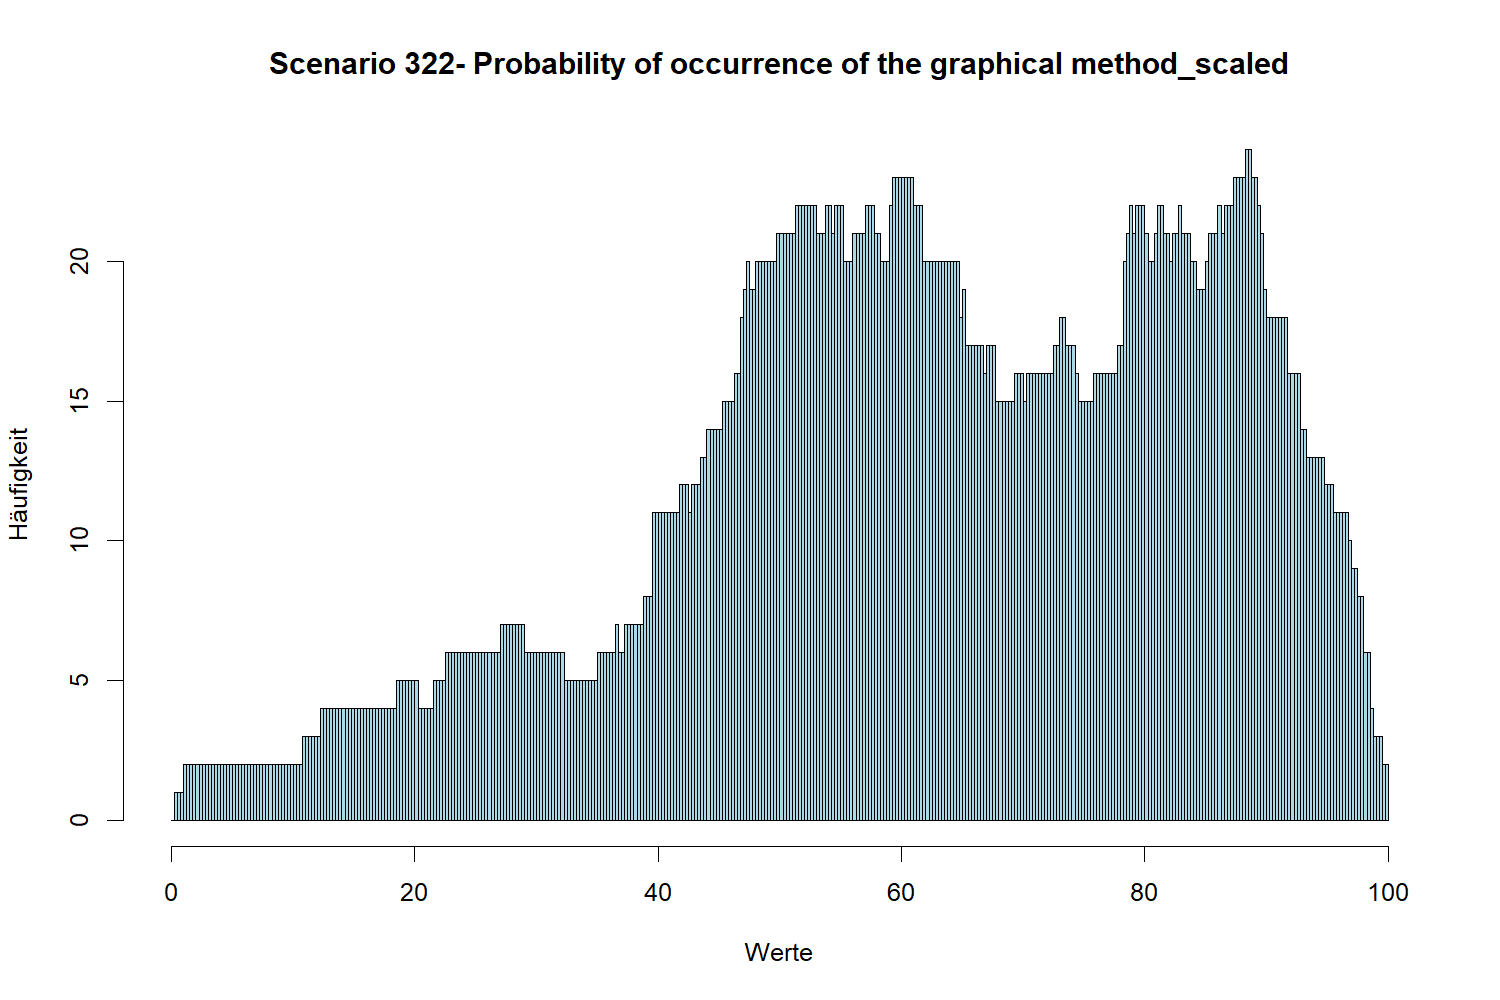 Scenario 322- Probability of occurrence of the graphical method_scaled
Häufigkeit
20
15
10
5
0
0 20 40 60 80 100
Werte